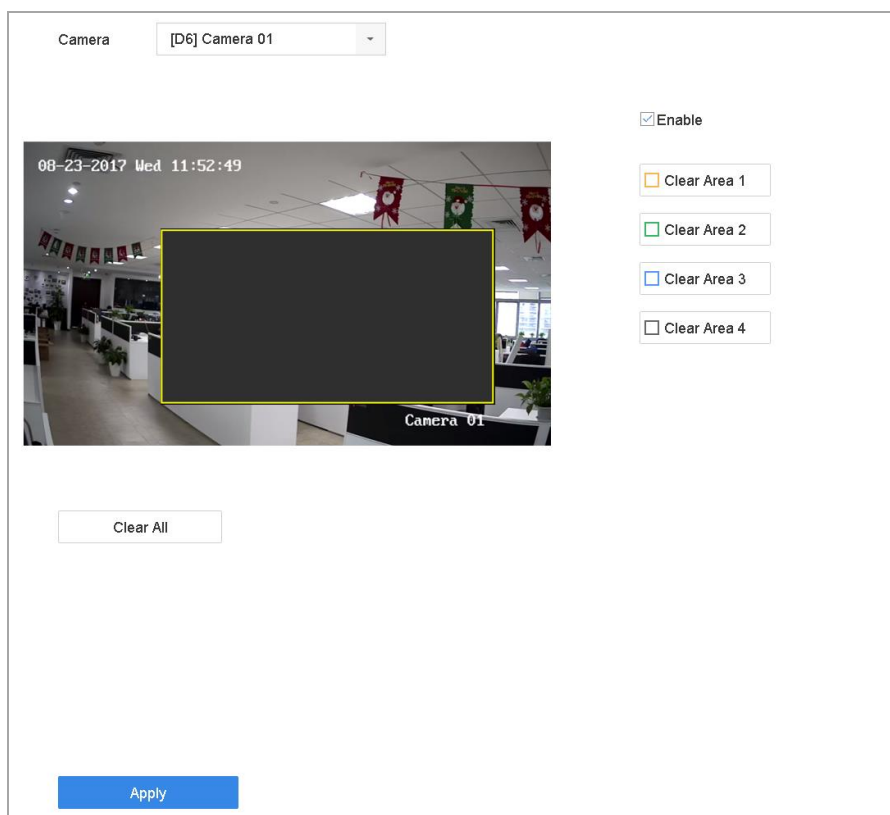 Camera [D6] Camera 01
Enable
08-23-2017 Wed 11:52:49
Clear Area 1
Clear Area 2
Clear Area 3
Clear Area 4
Camera 01
Clear All
Apply